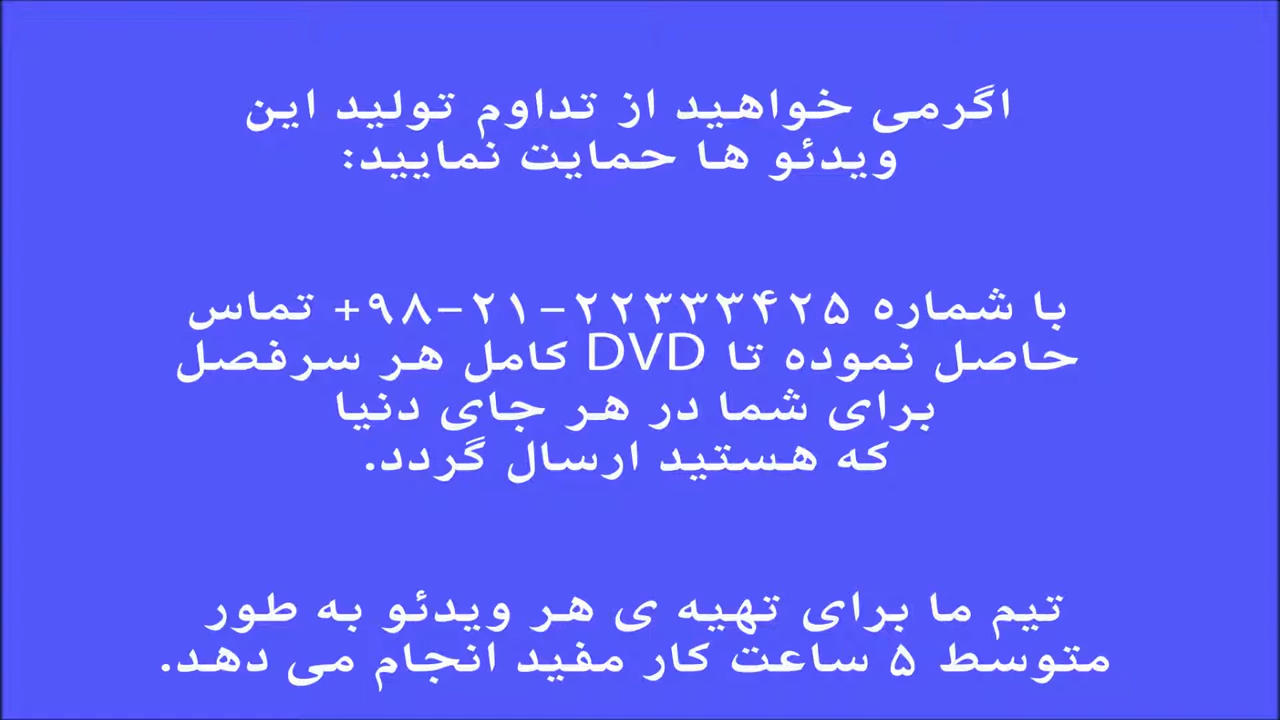 اگرمی خواهید از تداوم تولید این
ویدئو ها حمایت نمایید:
با شماره ۲۲۳۳۳۴۲۵-۲۱-۹۸+ تماس
حاصل نموده تا DVD کامل هر سرفصل
برای شما در هر جای دنیا
که هستید ارسال گردد.
تیم ما برای تهیه ی هر ویدئو به طور
متوسط ۵ ساعت کار مفید انجام می دهد.